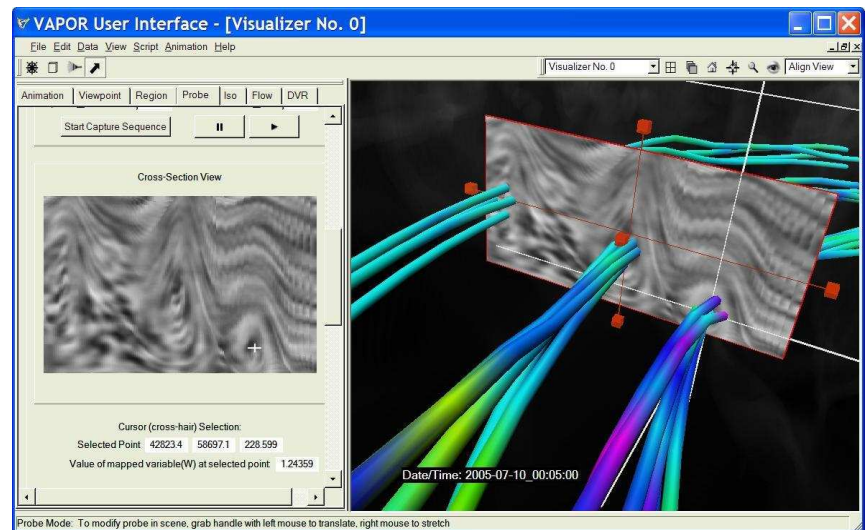 VAPOR User Interface - [Visualizer No. 0]
File Edit Data View Script Animation Help
Visualizer No. 0
Align View
Animation Viewpoint Region Probe Iso Flow DVR
Start Capture Sequence
Cross-Section View
Cursor (cross-hair) Selection:
Selected Point 42823.4 58697.1 228.599
Value of mapped variable(W) at selected point 1.24359
Date/Time: 2005-07-10_00:05:00
Probe Mode: To modify probe in scene, grab handle with left mouse to translate, right mouse to stretch